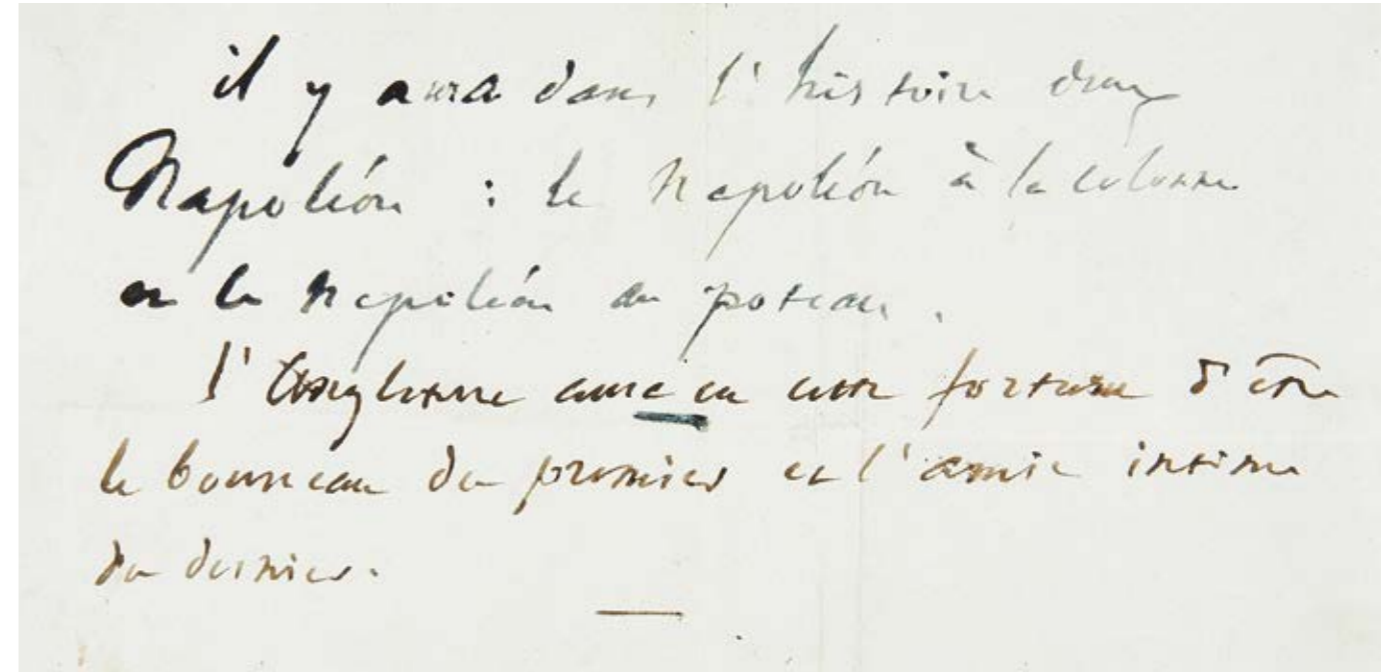 il y aura dans l'histoire deux
Napoléon : le Napoléon à la colonne
et le Napoléon au poteau.
l'Angleterre aura eu cette fortune d'être
le bourreau du premier et l'amie intime
du dernier.